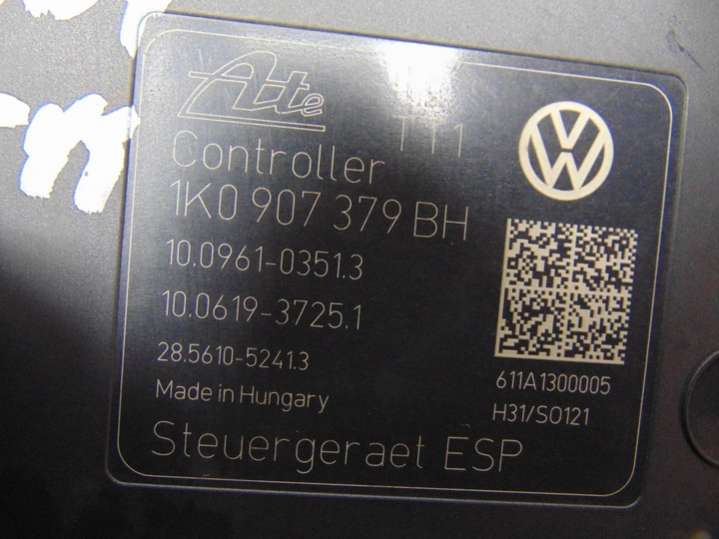 Ate
T11
Controller
1K0 907 379 BH
10.0961-0351.3
10.0619-3725.1
28.5610-5241.3
Made in Hungary
611A1300005
H31/S0121
Steuergeraet ESP